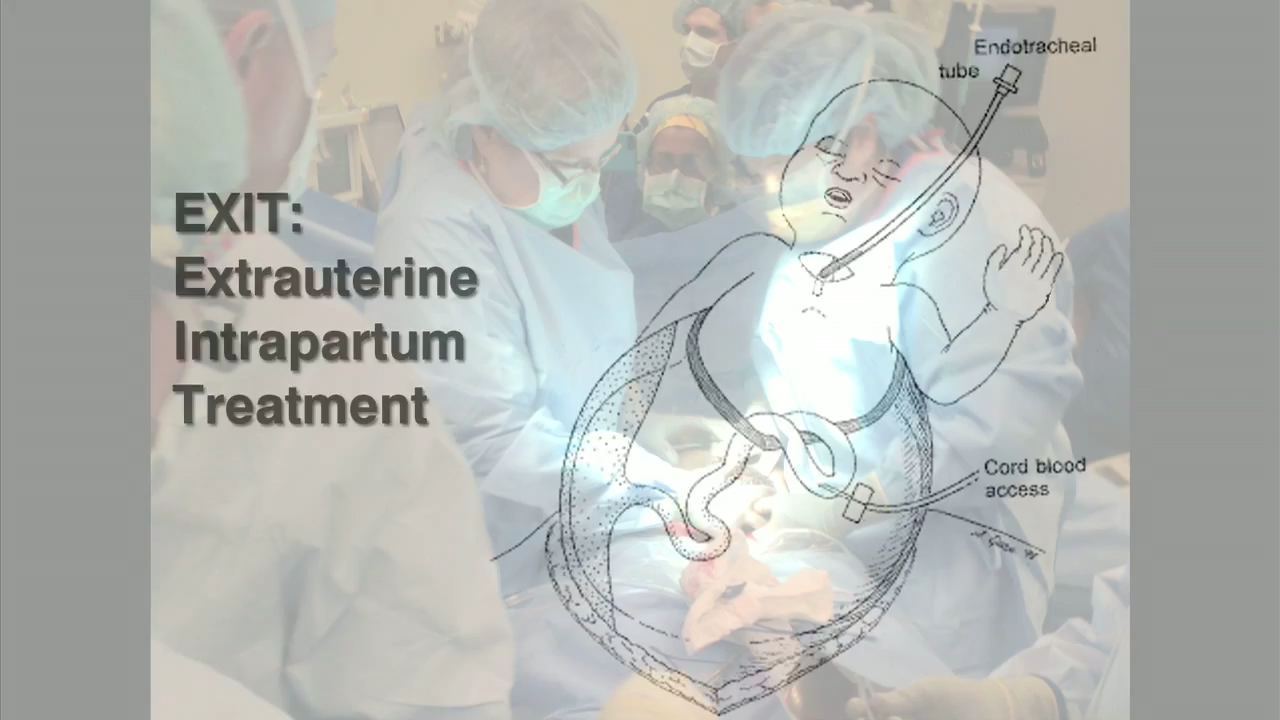 EXIT:
Extrauterine
Intrapartum
Treatment
Endotracheal
tube
Cord blood
access